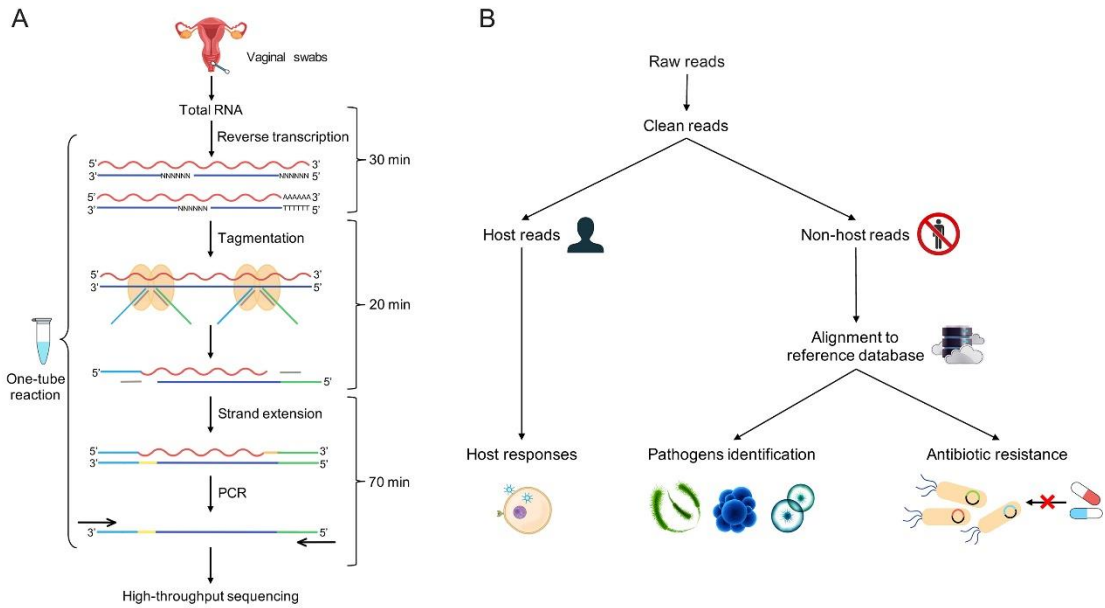 A
Vaginal swabs
Total RNA
Reverse transcription
5' 3'
3' NNNNNN NNNNNN 5'
5' AAAAAA 3'
3' NNNNNN TTTTTT 5'
30 min
Tagmentation
5' 3'
3' 5'
20 min
One-tube
reaction
5'
5'
Strand extension
5' 3'
3' 5'
70 min
PCR
3' 5'
High-throughput sequencing
B
Raw reads
Clean reads
Host reads
Non-host reads
Alignment to
reference database
Host responses
Pathogens identification
Antibiotic resistance